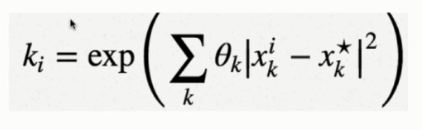 k_i = exp( ∑_k θ_k |x_k^i − x_k^⋆|^2 )